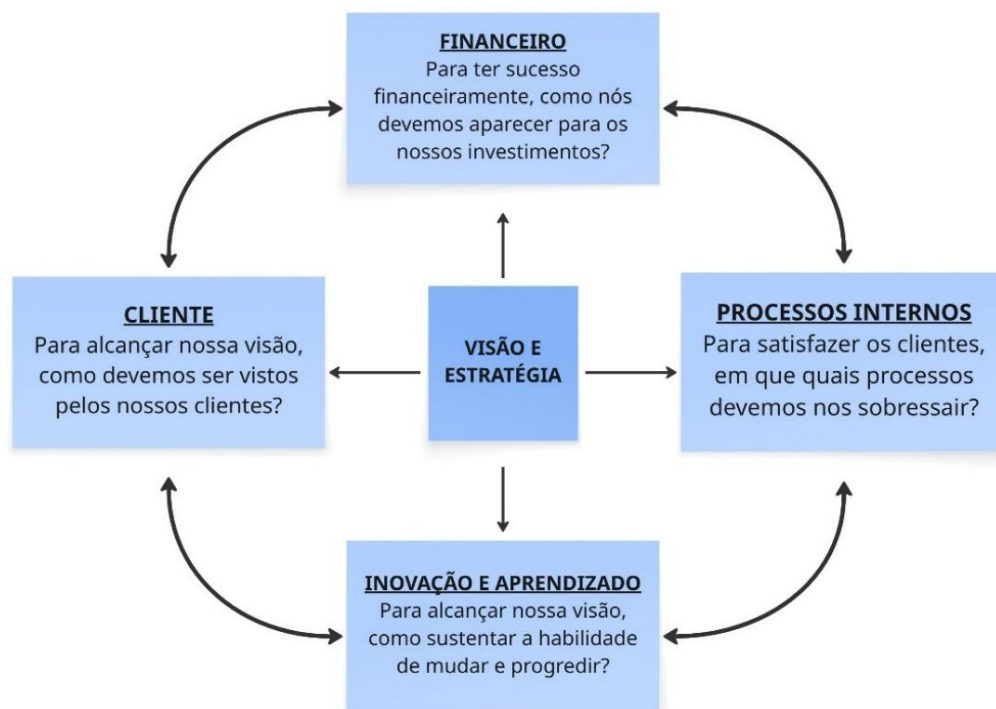 FINANCEIRO
Para ter sucesso
financeiramente, como nós
devemos aparecer para os
nossos investimentos?
CLIENTE
Para alcançar nossa visão,
como devemos ser vistos
pelos nossos clientes?
VISÃO E
ESTRATÉGIA
PROCESSOS INTERNOS
Para satisfazer os clientes,
em que quais processos
devemos nos sobressair?
INOVAÇÃO E APRENDIZADO
Para alcançar nossa visão,
como sustentar a habilidade
de mudar e progredir?